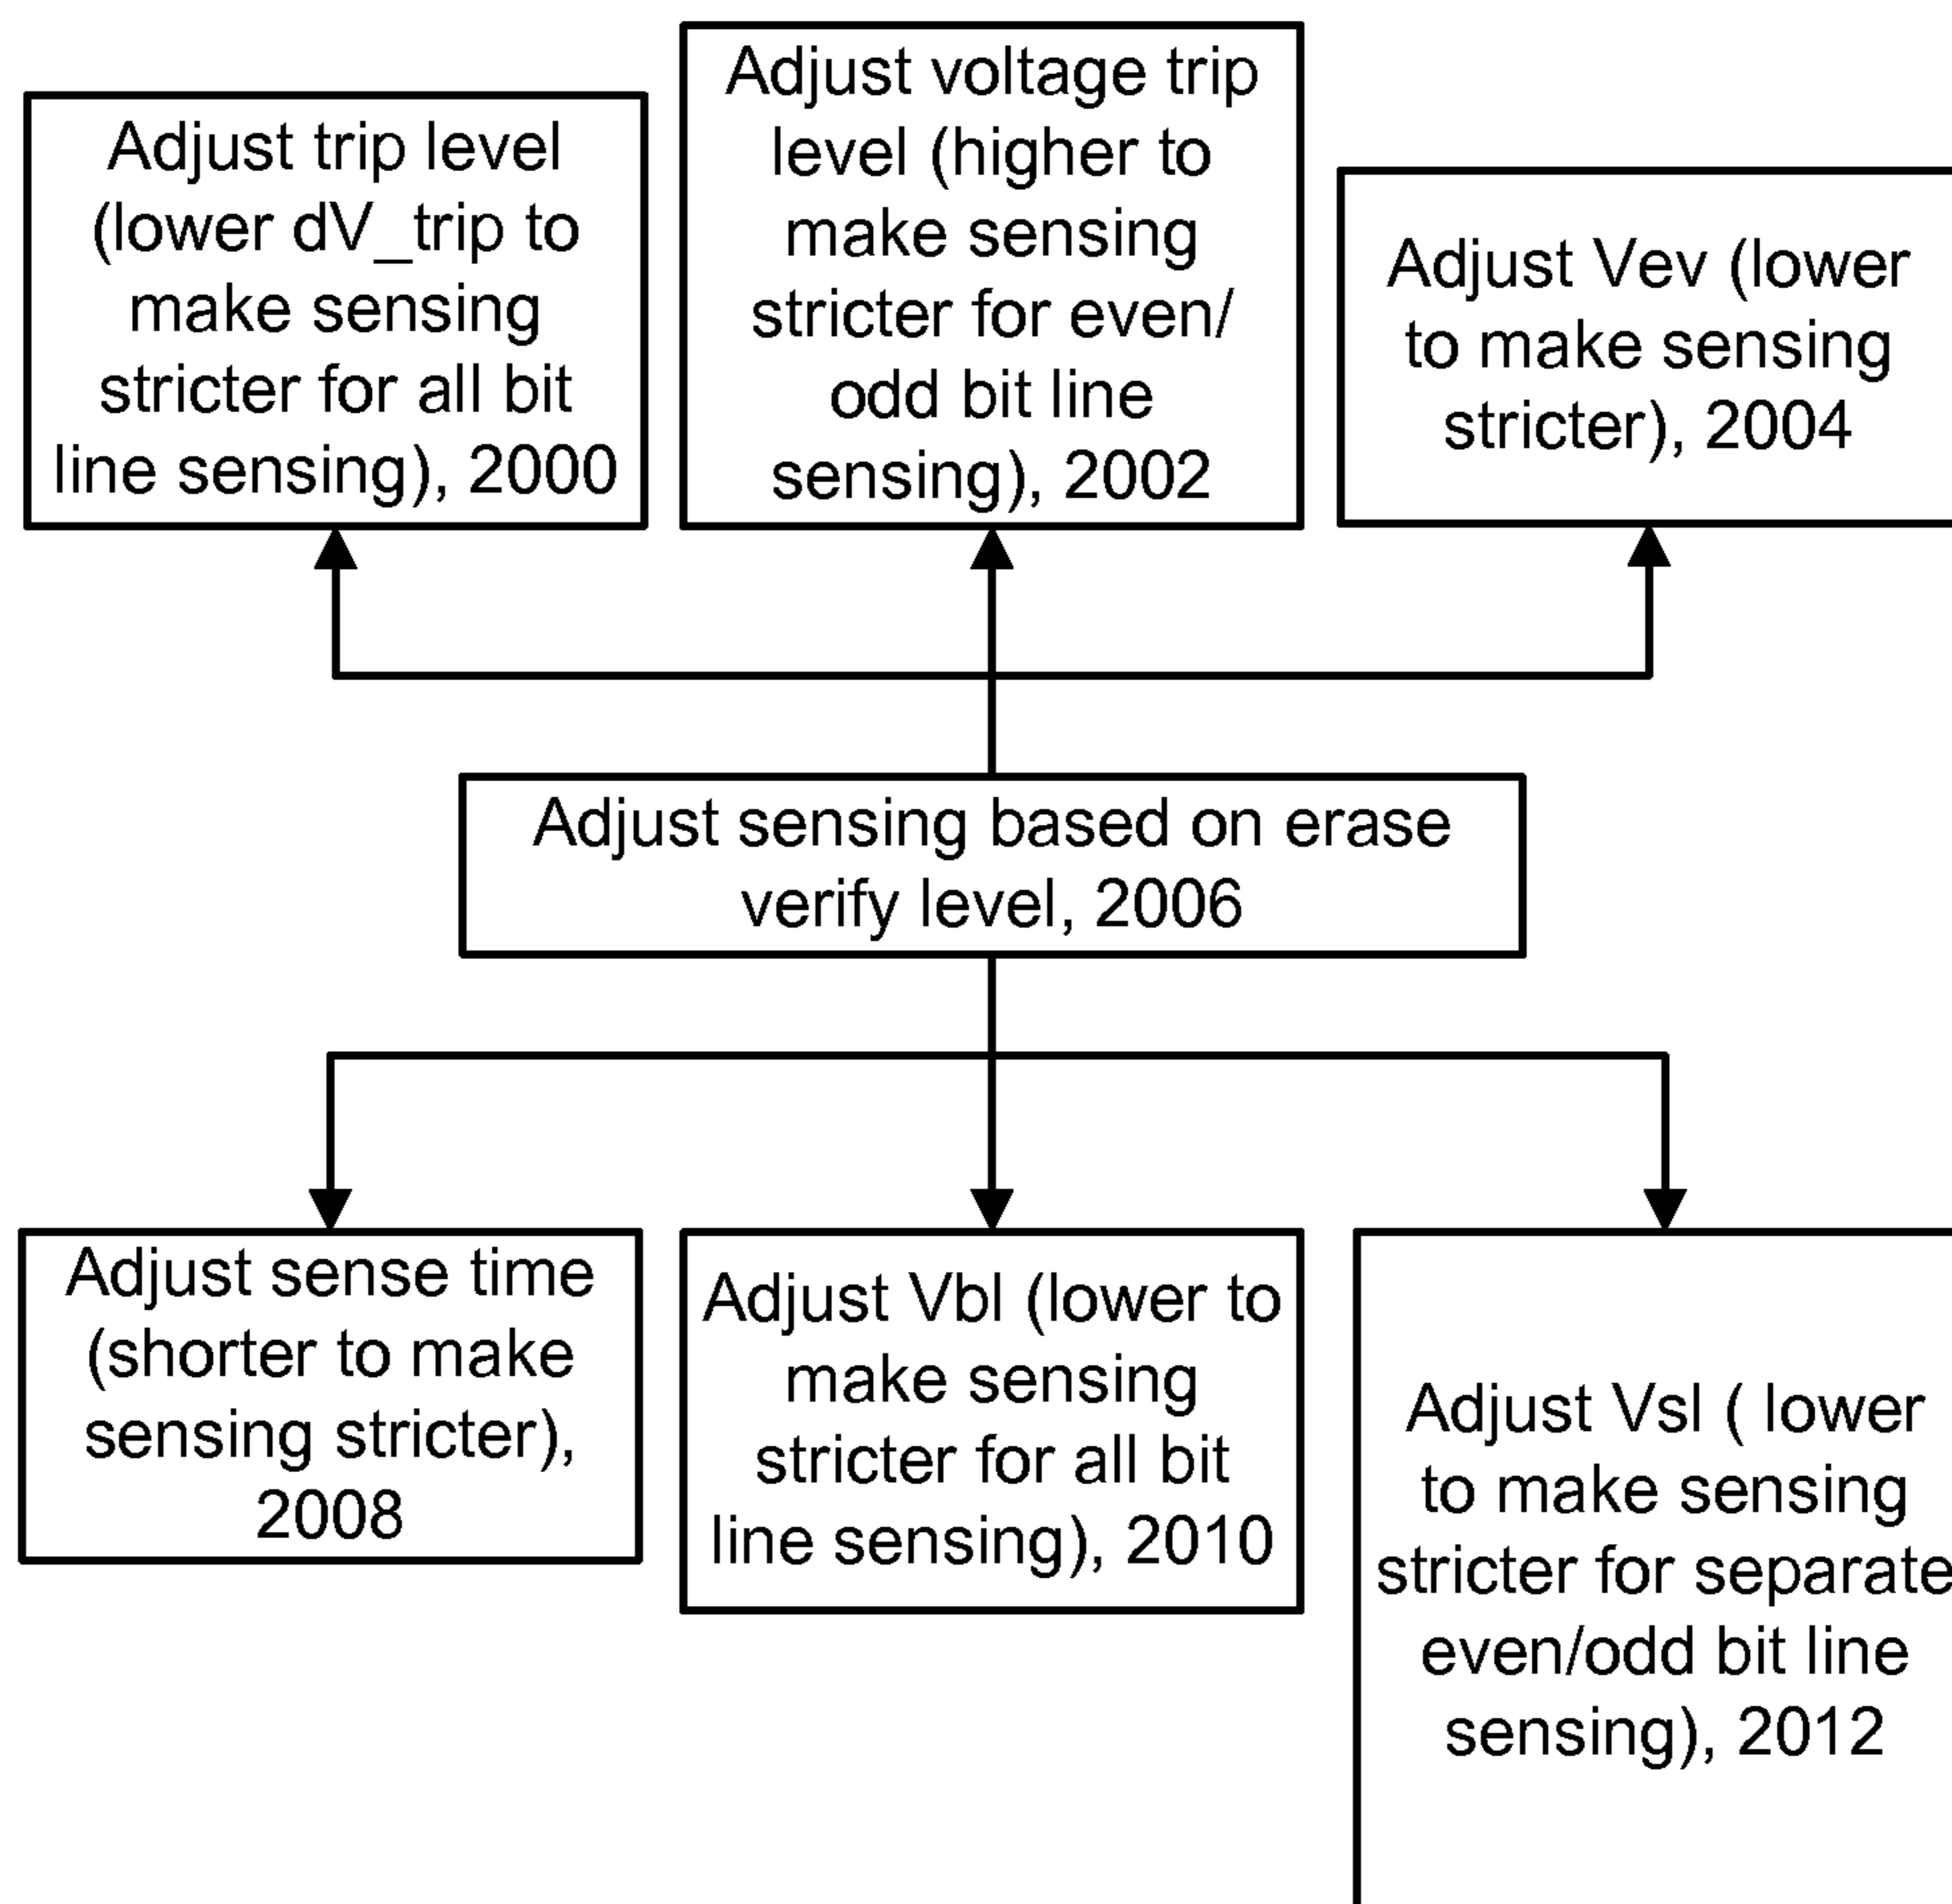 Adjust trip level
(lower dV_trip to
make sensing
stricter for all bit
line sensing), 2000
Adjust voltage trip
level (higher to
make sensing
stricter for even/
odd bit line
sensing), 2002
Adjust Vev (lower
to make sensing
stricter), 2004
Adjust sensing based on erase
verify level, 2006
Adjust sense time
(shorter to make
sensing stricter),
2008
Adjust Vbl (lower to
make sensing
stricter for all bit
line sensing), 2010
Adjust Vsl ( lower
to make sensing
stricter for separate
even/odd bit line
sensing), 2012